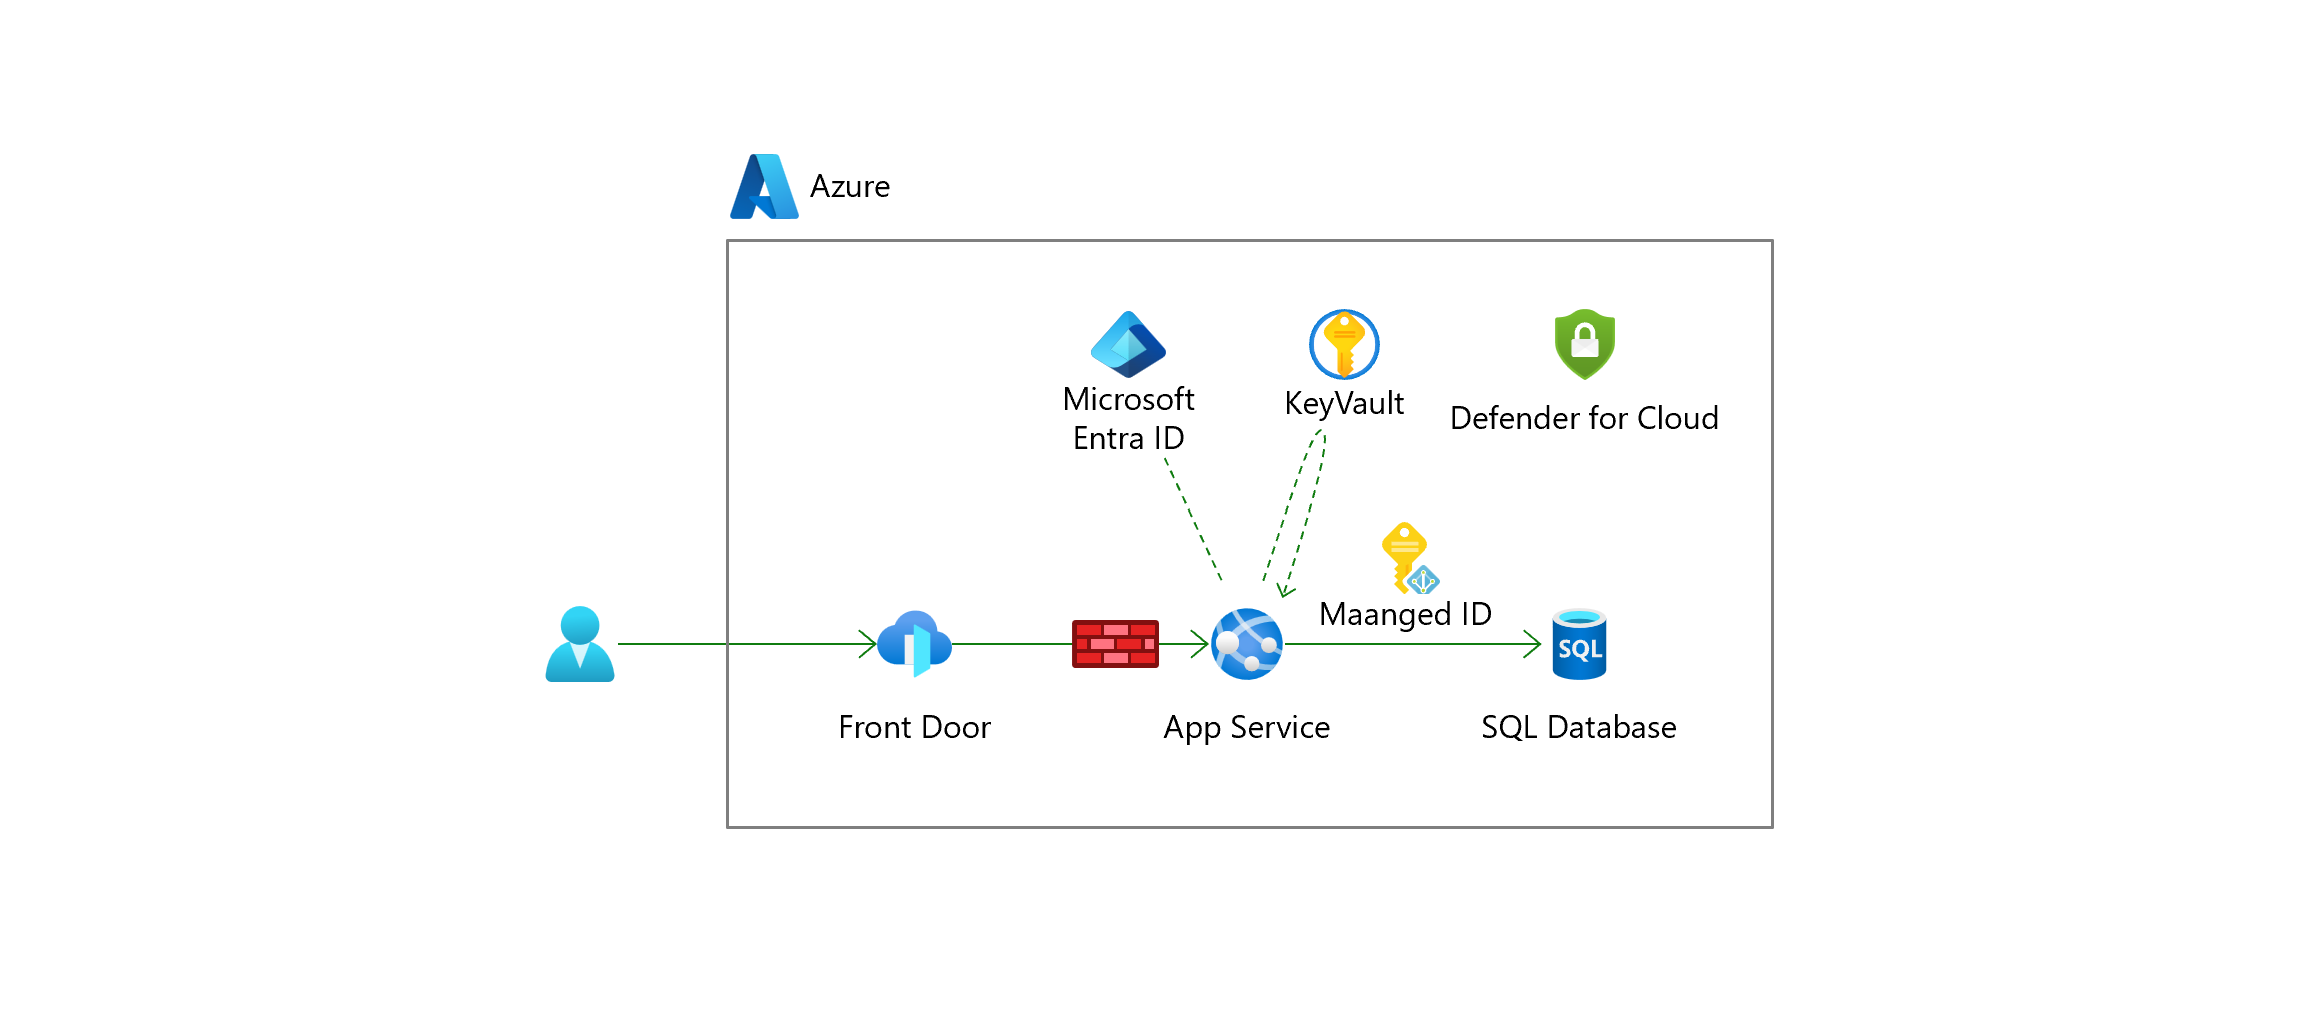 Azure
Microsoft
Entra ID
KeyVault
Defender for Cloud
Maanged ID
SQL
Front Door
App Service
SQL Database